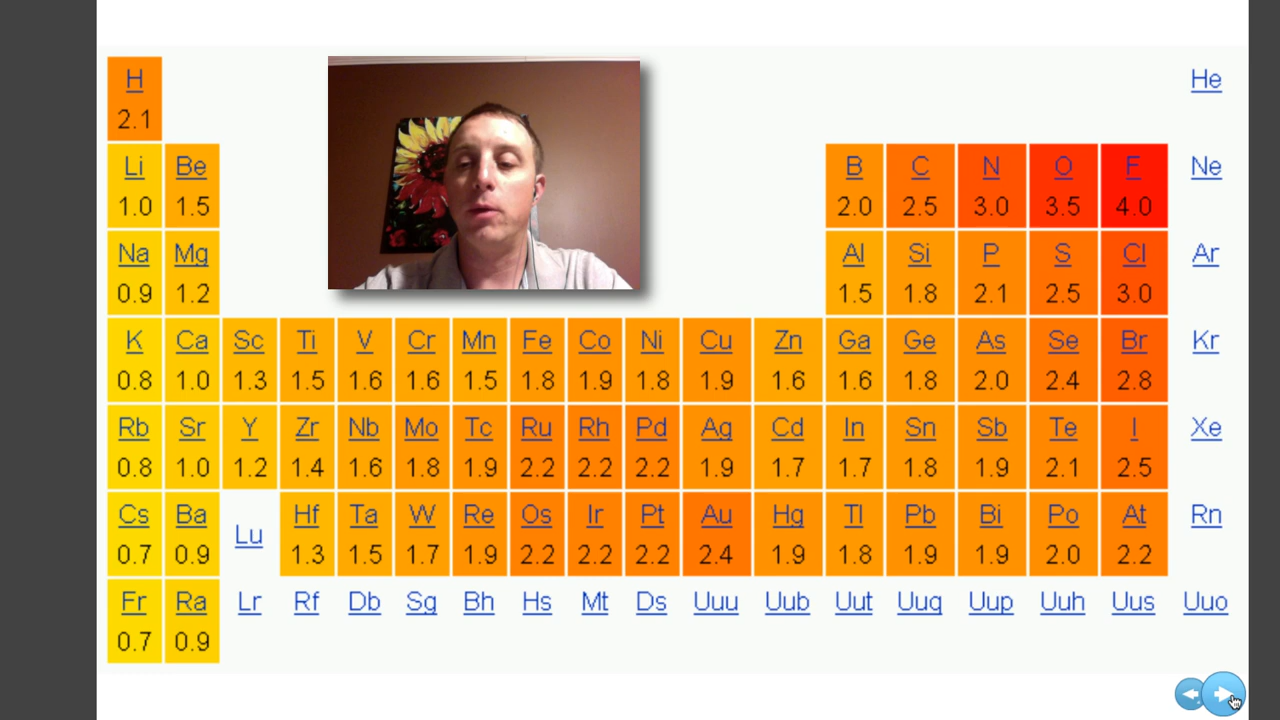 H He
2.1
Li Be B C N O F Ne
1.0 1.5 2.0 2.5 3.0 3.5 4.0
Na Mg Al Si P S Cl Ar
0.9 1.2 1.5 1.8 2.1 2.5 3.0
K Ca Sc Ti V Cr Mn Fe Co Ni Cu Zn Ga Ge As Se Br Kr
0.8 1.0 1.3 1.5 1.6 1.6 1.5 1.8 1.9 1.8 1.9 1.6 1.6 1.8 2.0 2.4 2.8
Rb Sr Y Zr Nb Mo Tc Ru Rh Pd Ag Cd In Sn Sb Te I Xe
0.8 1.0 1.2 1.4 1.6 1.8 1.9 2.2 2.2 2.2 1.9 1.7 1.7 1.8 1.9 2.1 2.5
Cs Ba Lu Hf Ta W Re Os Ir Pt Au Hg Tl Pb Bi Po At Rn
0.7 0.9 1.3 1.5 1.7 1.9 2.2 2.2 2.2 2.4 1.9 1.8 1.9 1.9 2.0 2.2
Fr Ra Lr Rf Db Sg Bh Hs Mt Ds Uuu Uub Uut Uuq Uup Uuh Uus Uuo
0.7 0.9